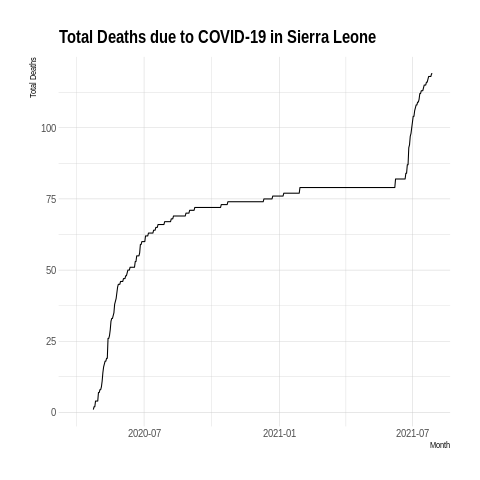 Total Deaths due to COVID-19 in Sierra Leone
Total Deaths
100
75
50
25
0
2020-07
2021-01
2021-07
Month